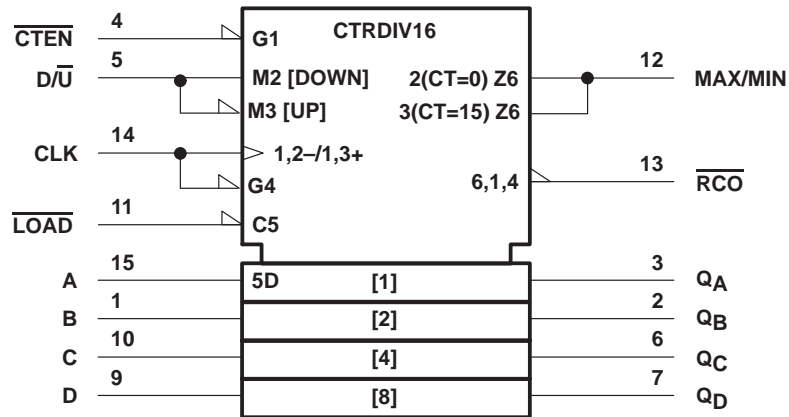 CTRDIV16
CTEN 4 G1
D/U 5 M2 [DOWN] 2(CT=0) Z6 12 MAX/MIN
M3 [UP] 3(CT=15) Z6
CLK 14 1,2–/1,3+
G4 6,1,4 13 RCO
LOAD 11 C5
A 15 5D [1] 3 QA
B 1 [2] 2 QB
C 10 [4] 6 QC
D 9 [8] 7 QD